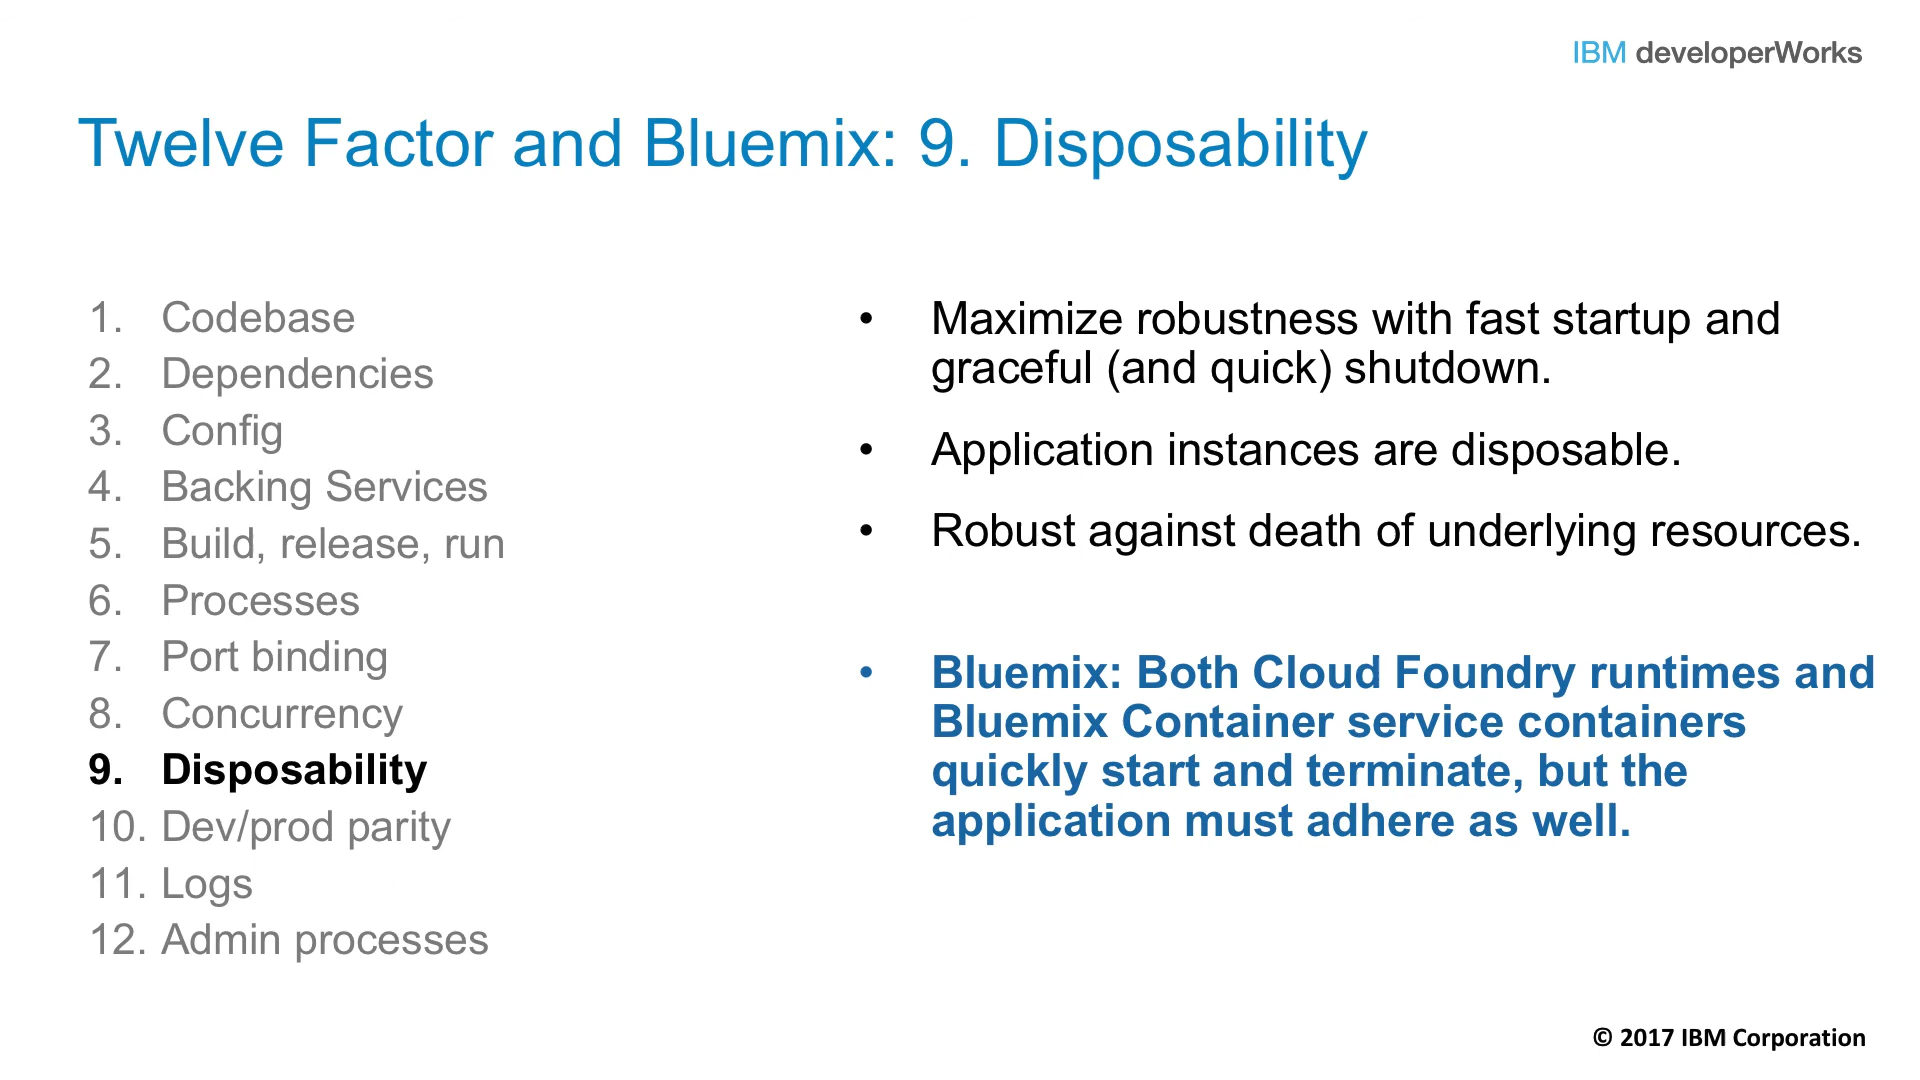 IBM developerWorks
Twelve Factor and Bluemix: 9. Disposability
1. Codebase
2. Dependencies
3. Config
4. Backing Services
5. Build, release, run
6. Processes
7. Port binding
8. Concurrency
9. Disposability
10. Dev/prod parity
11. Logs
12. Admin processes
• Maximize robustness with fast startup and
graceful (and quick) shutdown.
• Application instances are disposable.
• Robust against death of underlying resources.
• Bluemix: Both Cloud Foundry runtimes and
Bluemix Container service containers
quickly start and terminate, but the
application must adhere as well.
© 2017 IBM Corporation